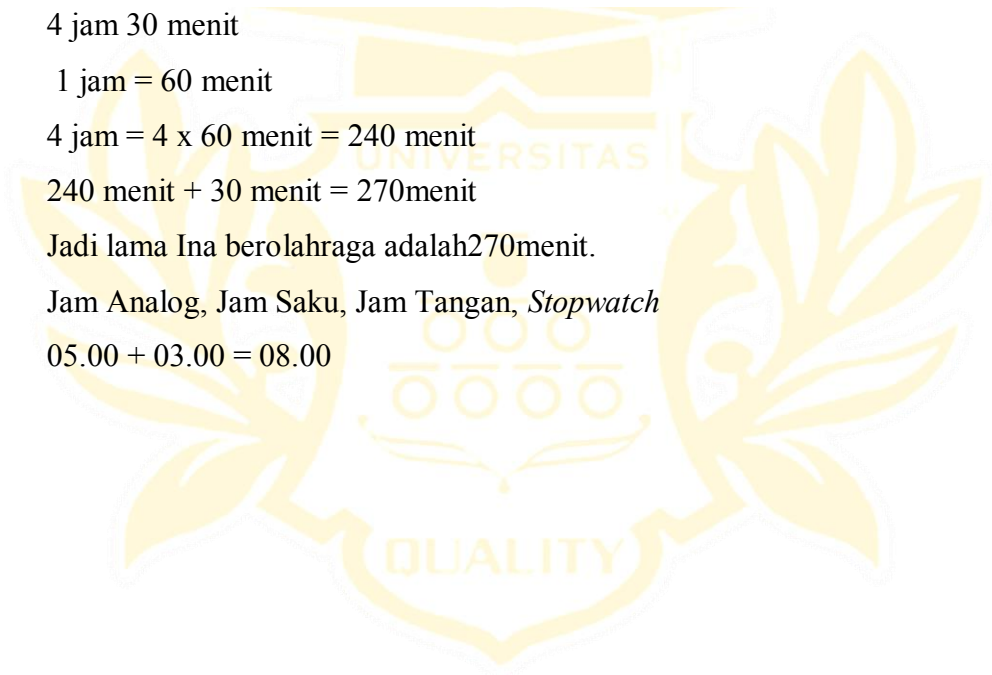 4 jam 30 menit
1 jam = 60 menit
4 jam = 4 x 60 menit = 240 menit
UNIVERSITAS
240 menit + 30 menit = 270menit
Jadi lama Ina berolahraga adalah270menit.
Jam Analog, Jam Saku, Jam Tangan, Stopwatch
05.00 + 03.00 = 08.00
QUALITY